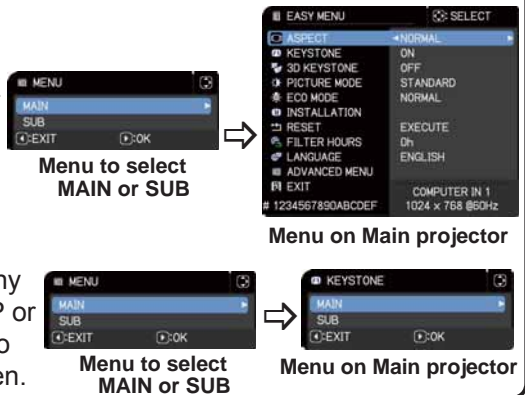 MENU
MAIN
SUB
:EXIT :OK
Menu to select
MAIN or SUB
EASY MENU :SELECT
ASPECT NORMAL
KEYSTONE ON
3D KEYSTONE OFF
PICTURE MODE STANDARD
ECO MODE NORMAL
INSTALLATION
RESET EXECUTE
FILTER HOURS 0h
LANGUAGE ENGLISH
ADVANCED MENU
EXIT COMPUTER IN 1
# 1234567890ABCDEF 1024 x 768 @60Hz
Menu on Main projector
P or
en.
MENU
MAIN
SUB
:EXIT :OK
Menu to select
MAIN or SUB
KEYSTONE
MAIN
SUB
:EXIT :OK
Menu on Main projector